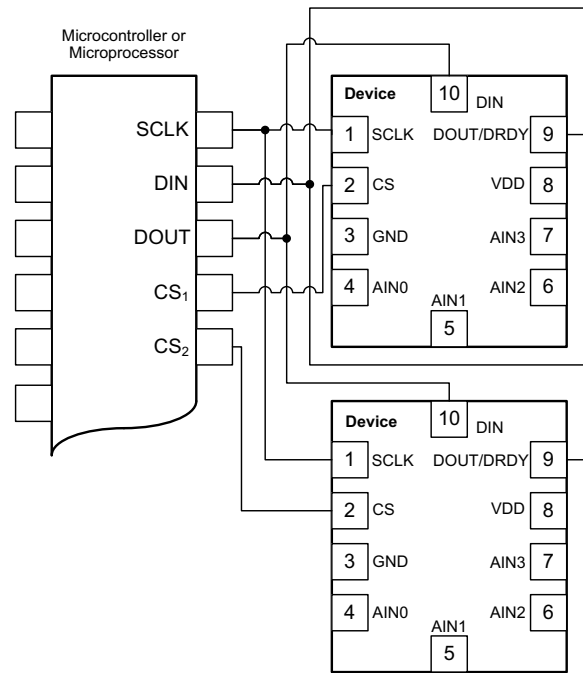 Microcontroller or
Microprocessor
SCLK
DIN
DOUT
CS1
CS2
Device
10
DIN
1
SCLK
DOUT/DRDY
9
2
CS
VDD
8
3
GND
AIN3
7
4
AIN0
AIN2
6
AIN1
5
Device
10
DIN
1
SCLK
DOUT/DRDY
9
2
CS
VDD
8
3
GND
AIN3
7
4
AIN0
AIN2
6
AIN1
5